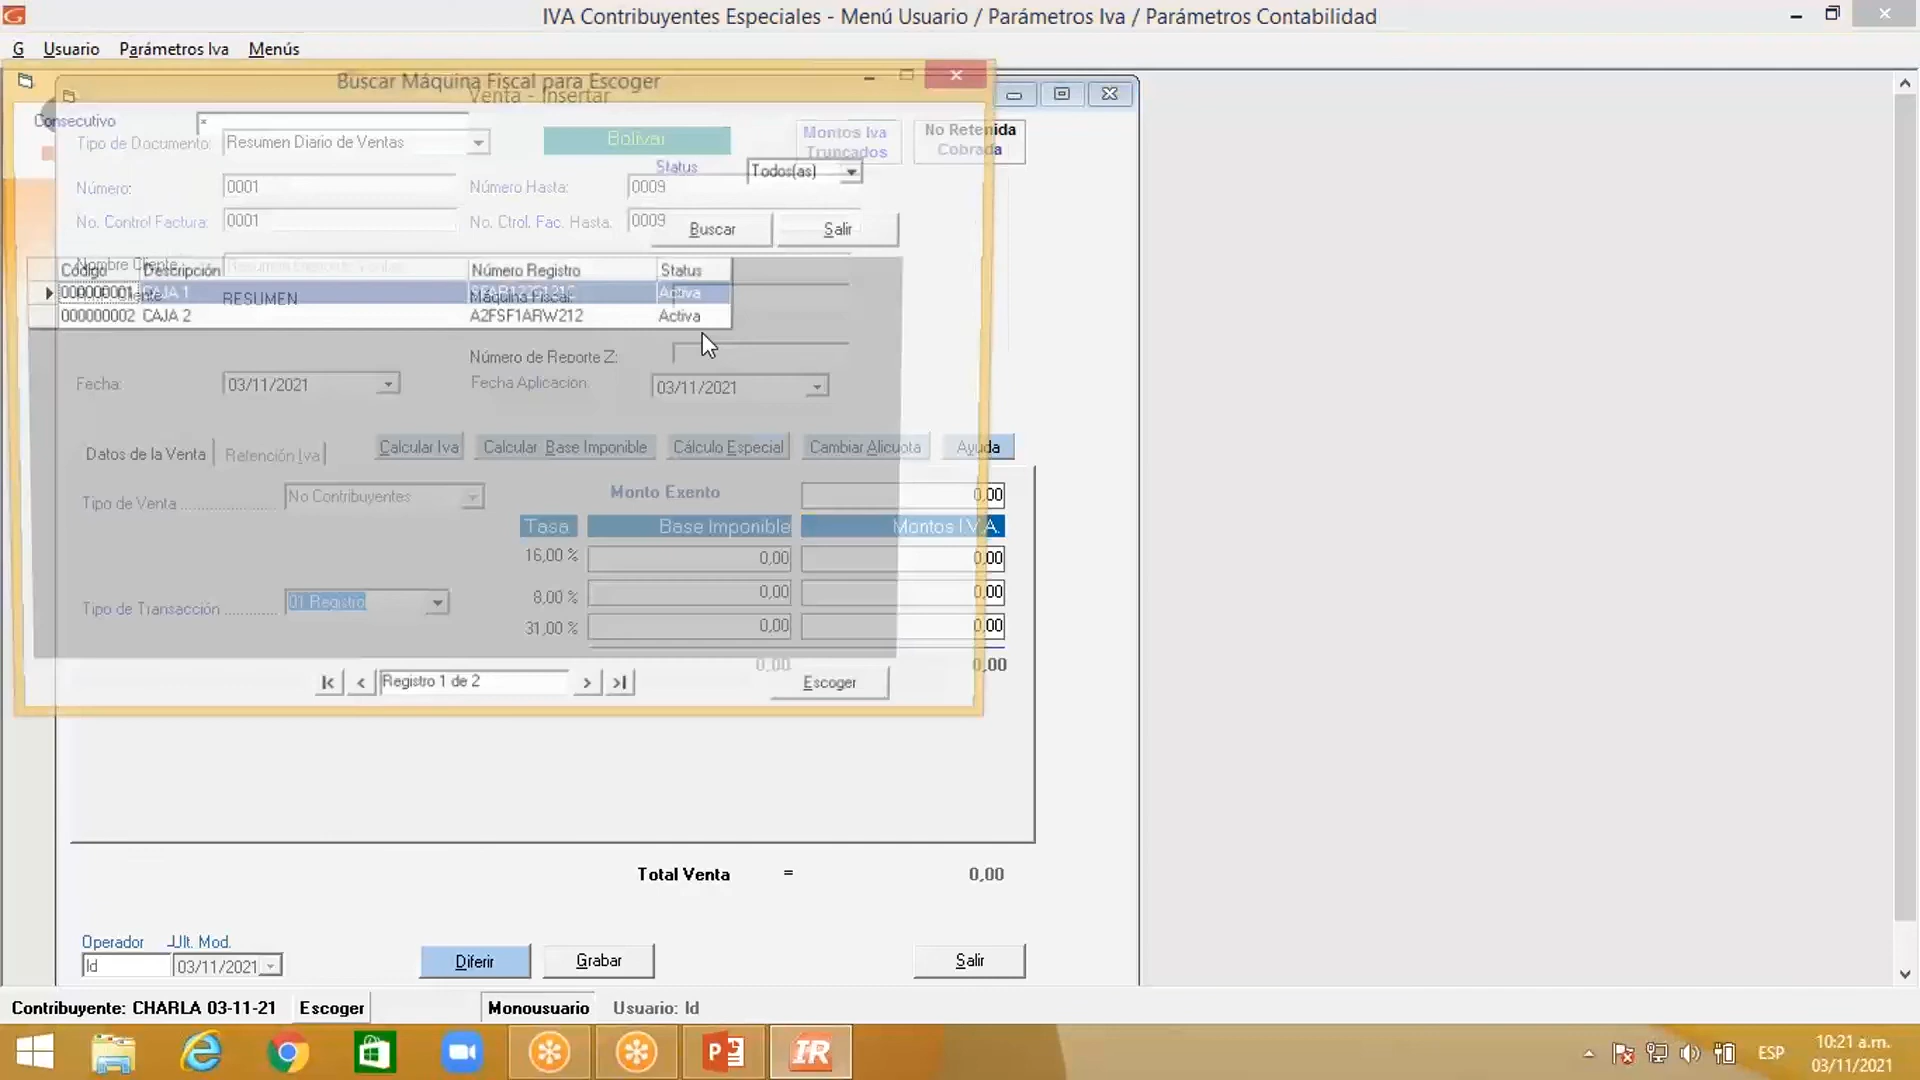 IVA Contribuyentes Especiales - Menú Usuario / Parámetros Iva / Parámetros Contabilidad
G Usuario Parámetros Iva Menús
Buscar Máquina Fiscal para Escoger
Venta - Insertar
Consecutivo *
Tipo de Documento: Resumen Diario de Ventas Bolívar Montos Iva Truncados No Retenida Cobrada
Status Todos(as)
Número: 0001 Número Hasta: 0009
No. Control Factura: 0001 No. Ctrol. Fac. Hasta. 0009
Buscar Salir
Nombre Cliente
Código Descripción Número Registro Status
000000001 CAJA 1 Activa
RESUMEN Máquina Fiscal:
000000002 CAJA 2 A2FSF1ARW212 Activa
Número de Reporte Z:
Fecha: 03/11/2021 Fecha Aplicación. 03/11/2021
Datos de la Venta Retención Iva Calcular Iva Calcular Base Imponible Cálculo Especial Cambiar Alicuota Ayuda
Tipo de Venta .................... No Contribuyentes Monto Exento 0,00
Tasa Base Imponible Montos I.V.A.
16,00 % 0,00 0,00
Tipo de Transacción ........... 01 Registro 8,00 % 0,00 0,00
31,00 % 0,00 0,00
0,00 0,00
Registro 1 de 2 Escoger
Total Venta = 0,00
Operador Ult. Mod.
Id 03/11/2021 Diferir Grabar Salir
Contribuyente: CHARLA 03-11-21 Escoger Monousuario Usuario: Id
P IR ESP 10:21 a.m.
03/11/2021